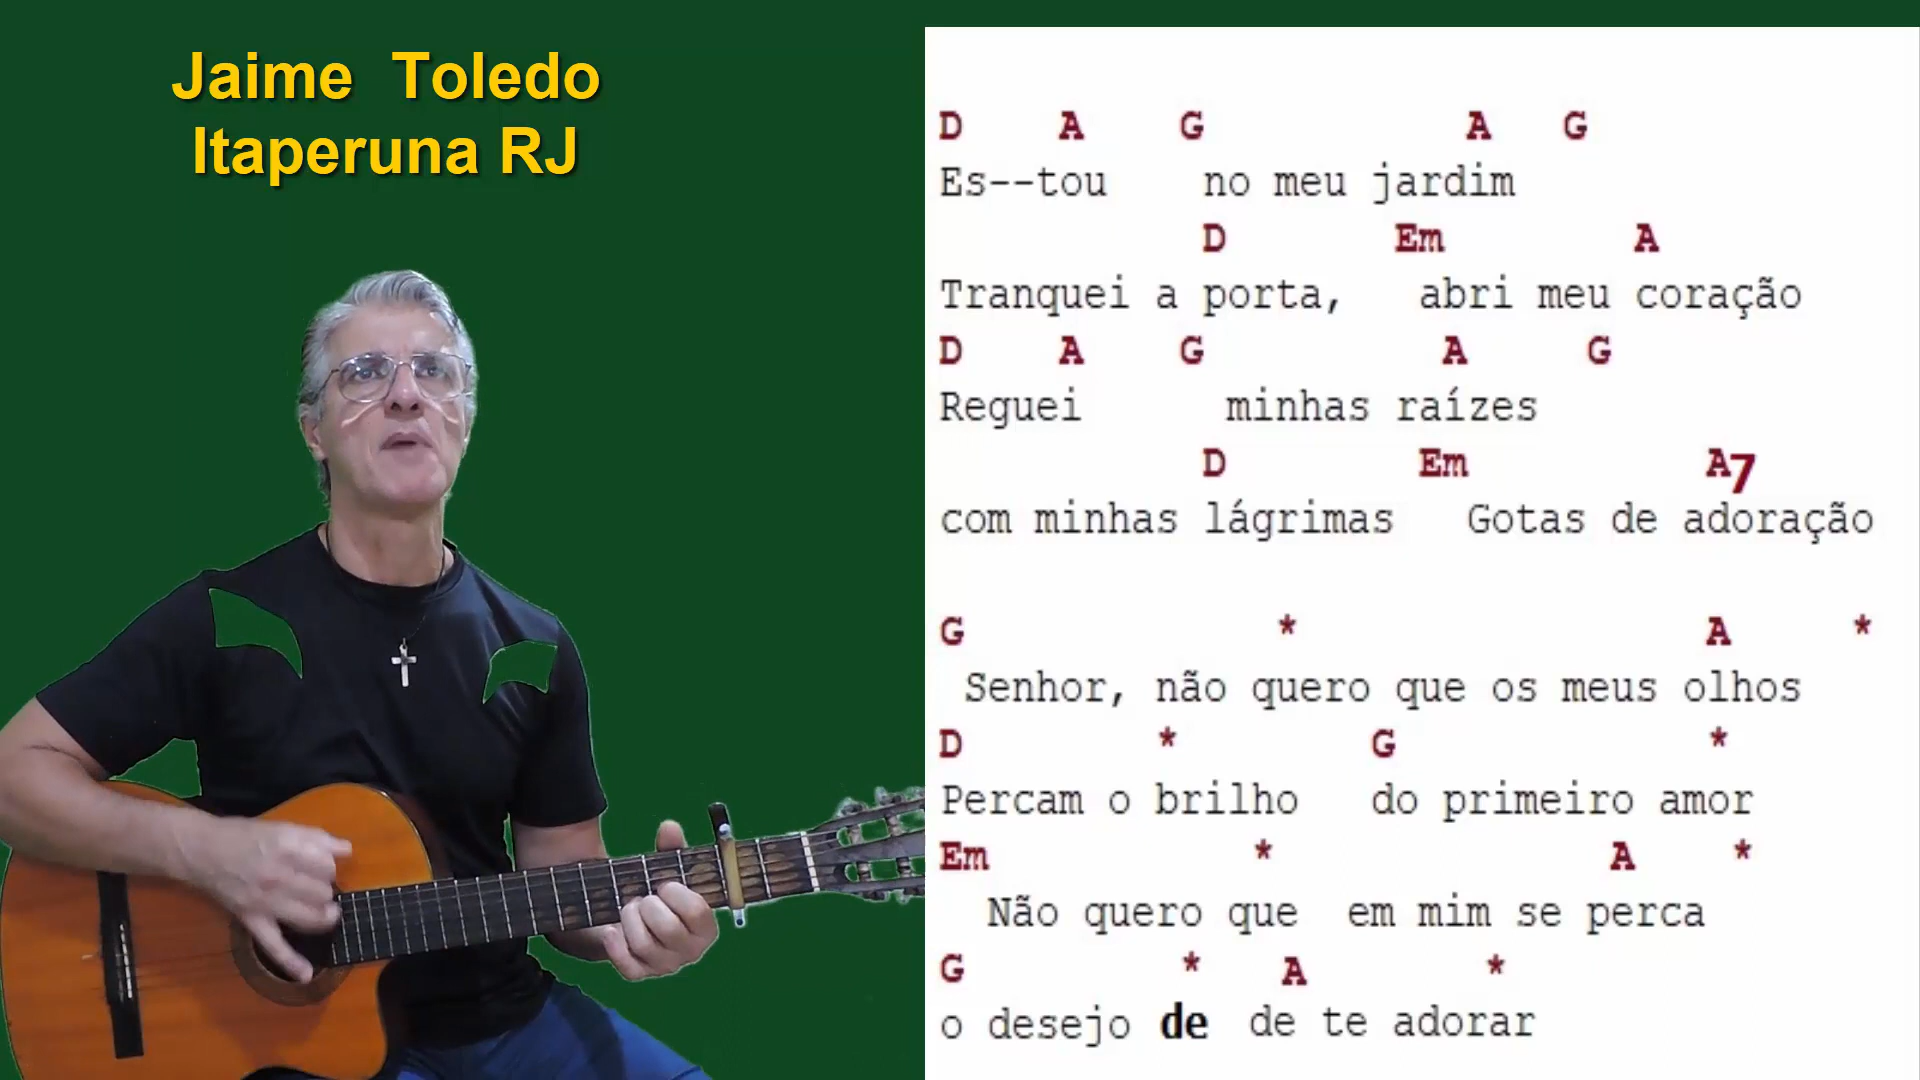 Jaime Toledo
Itaperuna RJ
D A G A G
Es--tou no meu jardim
D Em A
Tranquei a porta, abri meu coração
D A G A G
Reguei minhas raízes
D Em A7
com minhas lágrimas Gotas de adoração
G * A *
Senhor, não quero que os meus olhos
D * G *
Percam o brilho do primeiro amor
Em * A *
Não quero que em mim se perca
G * A *
o desejo de de te adorar